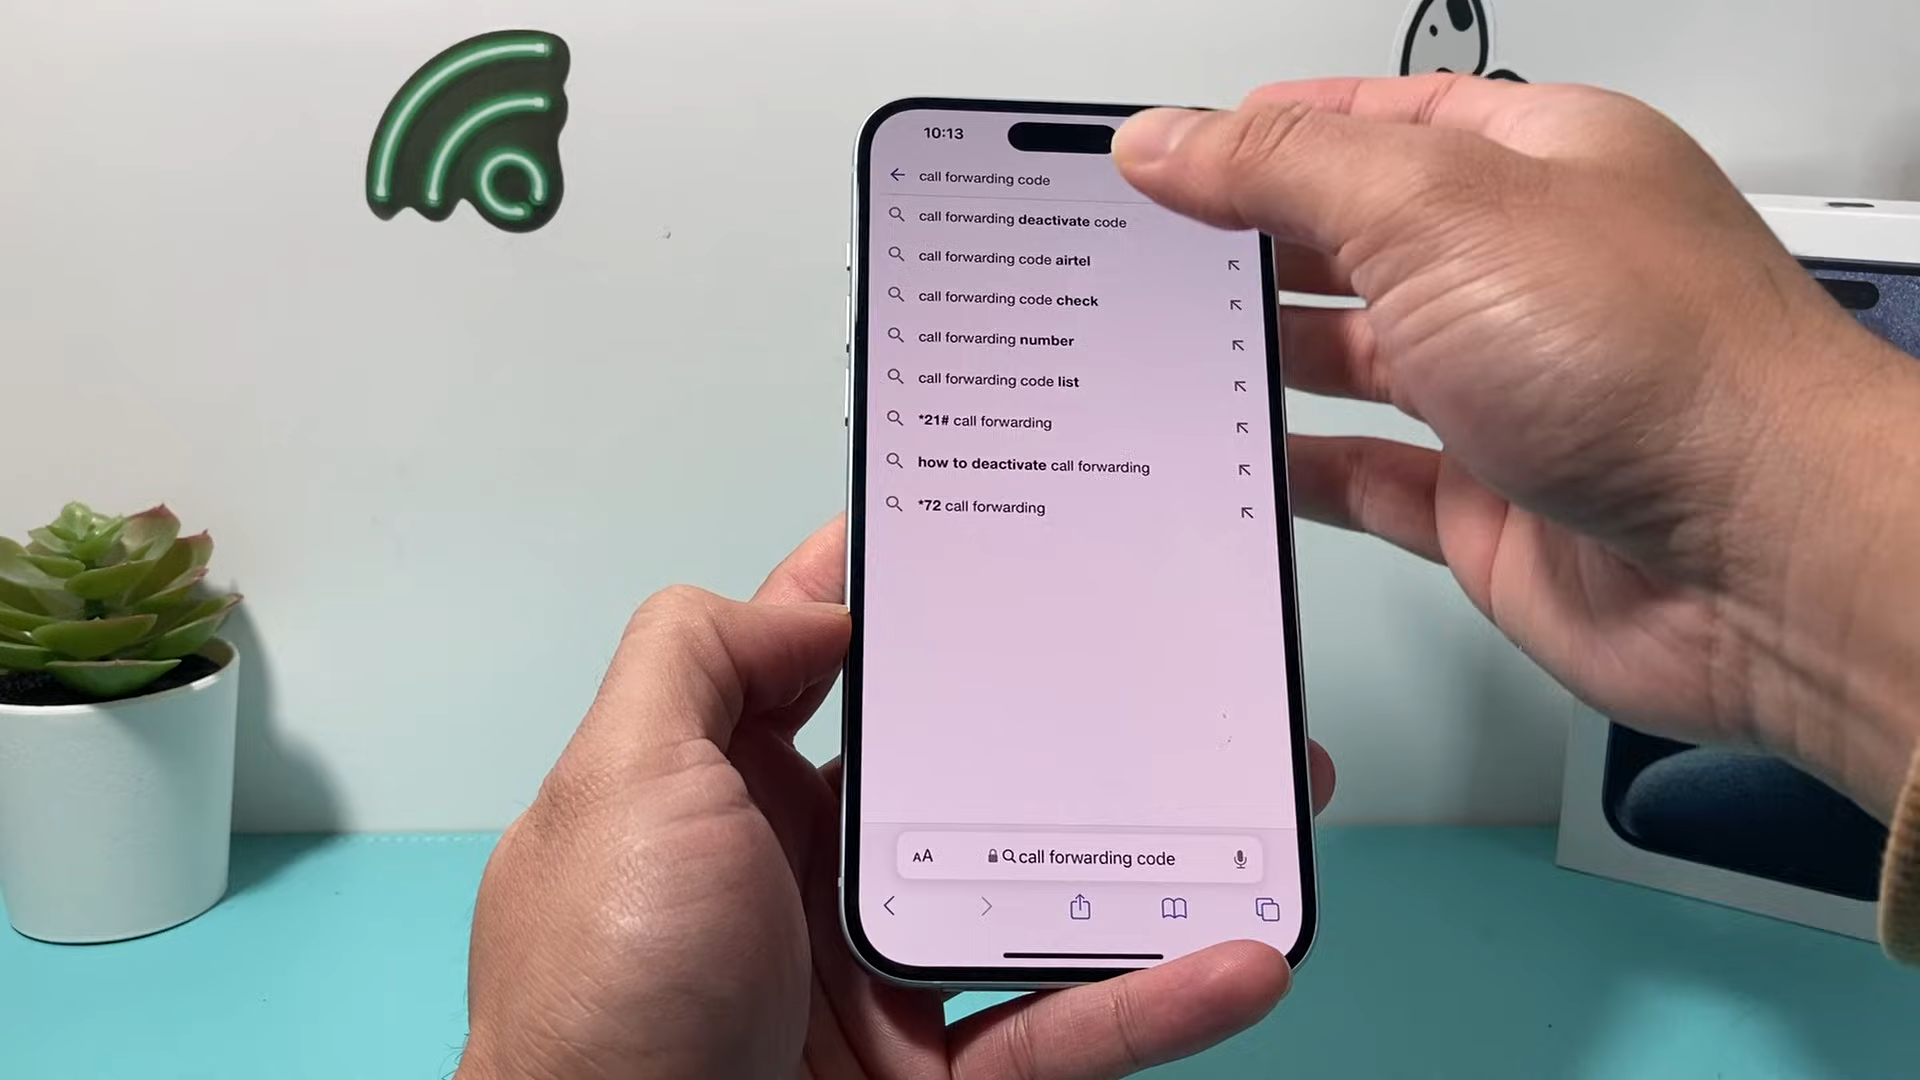 10:13
call forwarding code
call forwarding deactivate code
call forwarding code airtel
call forwarding code check
call forwarding number
call forwarding code list
*21# call forwarding
how to deactivate call forwarding
*72 call forwarding
AA call forwarding code